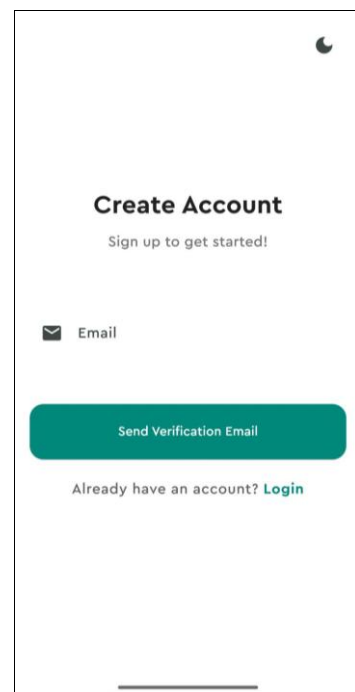 Create Account
Sign up to get started!
Email
Send Verification Email
Already have an account? Login